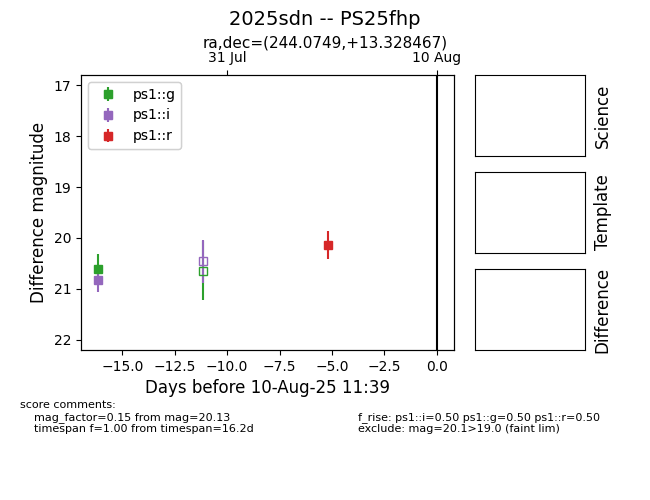 2025sdn -- PS25fhp
ra,dec=(244.0749,+13.328467)
31 Jul
10 Aug
17
18
19
20
21
22
Difference magnitude
ps1::g
ps1::i
ps1::r
−15.0
−12.5
−10.0
−7.5
−5.0
−2.5
0.0
Days before 10-Aug-25 11:39
Science
Template
Difference
score comments:
mag_factor=0.15 from mag=20.13
timespan f=1.00 from timespan=16.2d
f_rise: ps1::i=0.50 ps1::g=0.50 ps1::r=0.50
exclude: mag=20.1>19.0 (faint lim)